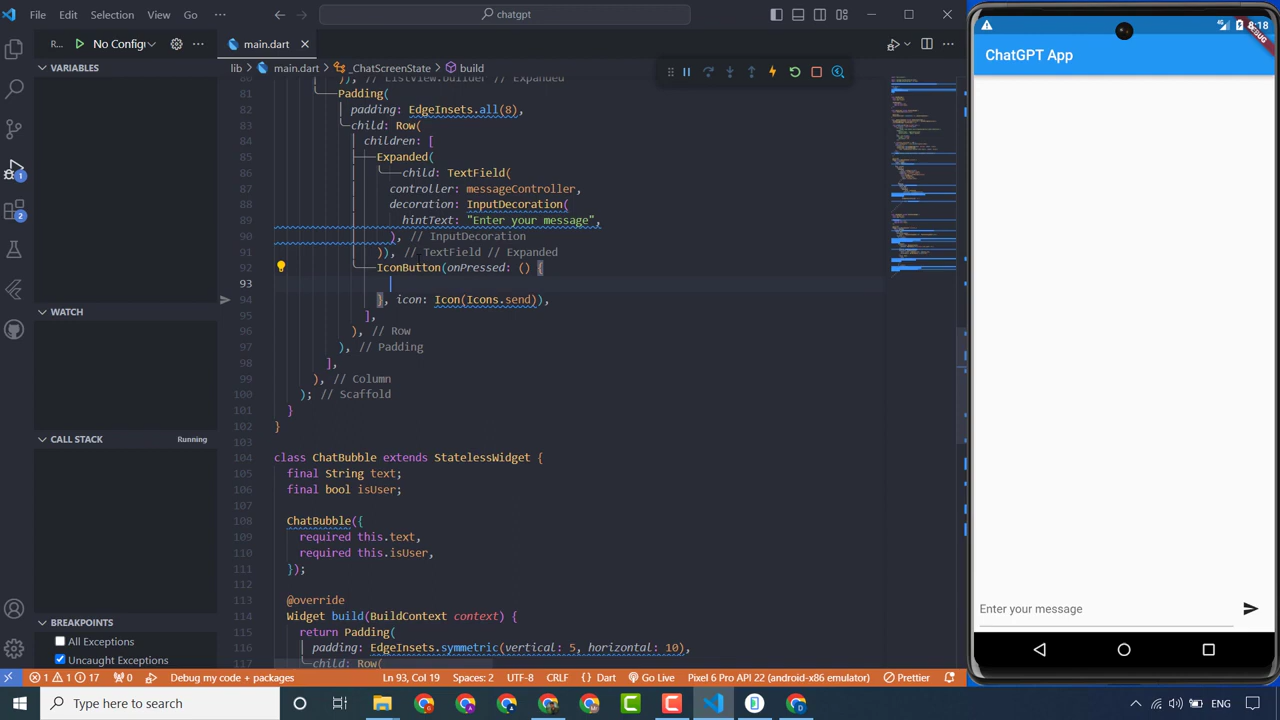 File Edit Selection View Go ···
chatgpt
R... No Config
main.dart
lib > main.dart > _ChatScreenState > build
VARIABLES
), // ListView.builder // Expanded
81 Padding(
82 padding: EdgeInsets.all(8),
83 child: Row(
84 children: [
85 Expanded(
86 child: TextField(
87 controller: messageController,
88 decoration: InputDecoration(
89 hintText: "Enter your message",
90 ), // InputDecoration
91 )), // TextField // Expanded
92 IconButton(onPressed: () {
93
94 }, icon: Icon(Icons.send)),
95 ],
96 ), // Row
97 ), // Padding
98 ],
99 ), // Column
100 ); // Scaffold
101 }
102 }
103
104 class ChatBubble extends StatelessWidget {
105 final String text;
106 final bool isUser;
107
108 ChatBubble({
109 required this.text,
110 required this.isUser,
111 });
112
113 @override
114 Widget build(BuildContext context) {
115 return Padding(
116 padding: EdgeInsets.symmetric(vertical: 5, horizontal: 10),
117 child: Row(
WATCH
CALL STACK Running
BREAKPOINTS
All Exceptions
Uncaught Exceptions
1 1 17 0 Debug my code + packages
Ln 93, Col 19 Spaces: 2 UTF-8 CRLF {} Dart Go Live Pixel 6 Pro API 22 (android-x86 emulator) Prettier
Type here to search
ENG
4G 8:18
DEBUG
ChatGPT App
Enter your message